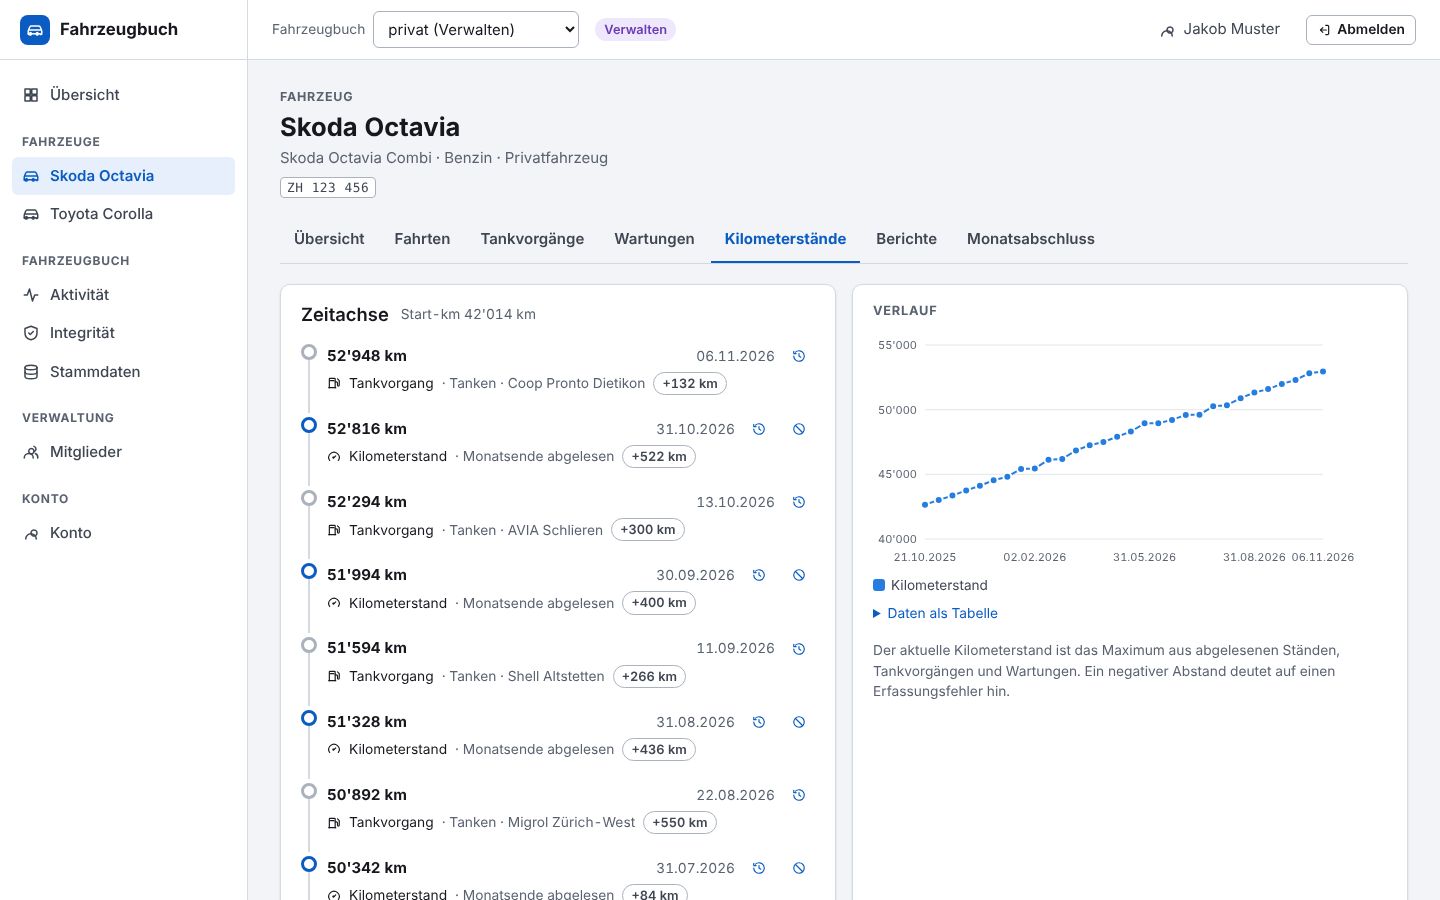 Fahrzeugbuch
Fahrzeugbuch privat (Verwalten) Verwalten Jakob Muster Abmelden
Übersicht
FAHRZEUGE
Skoda Octavia
Toyota Corolla
FAHRZEUGBUCH
Aktivität
Integrität
Stammdaten
VERWALTUNG
Mitglieder
KONTO
Konto
FAHRZEUG
Skoda Octavia
Skoda Octavia Combi · Benzin · Privatfahrzeug
ZH 123 456
Übersicht Fahrten Tankvorgänge Wartungen Kilometerstände Berichte Monatsabschluss
Zeitachse Start-km 42'014 km
52'948 km 06.11.2026
Tankvorgang · Tanken · Coop Pronto Dietikon +132 km
52'816 km 31.10.2026
Kilometerstand · Monatsende abgelesen +522 km
52'294 km 13.10.2026
Tankvorgang · Tanken · AVIA Schlieren +300 km
51'994 km 30.09.2026
Kilometerstand · Monatsende abgelesen +400 km
51'594 km 11.09.2026
Tankvorgang · Tanken · Shell Altstetten +266 km
51'328 km 31.08.2026
Kilometerstand · Monatsende abgelesen +436 km
50'892 km 22.08.2026
Tankvorgang · Tanken · Migrol Zürich-West +550 km
50'342 km 31.07.2026
Kilometerstand · Monatsende abgelesen +84 km
VERLAUF
55'000
50'000
45'000
40'000
21.10.2025 02.02.2026 31.05.2026 31.08.2026 06.11.2026
Kilometerstand
Daten als Tabelle
Der aktuelle Kilometerstand ist das Maximum aus abgelesenen Ständen,
Tankvorgängen und Wartungen. Ein negativer Abstand deutet auf einen
Erfassungsfehler hin.